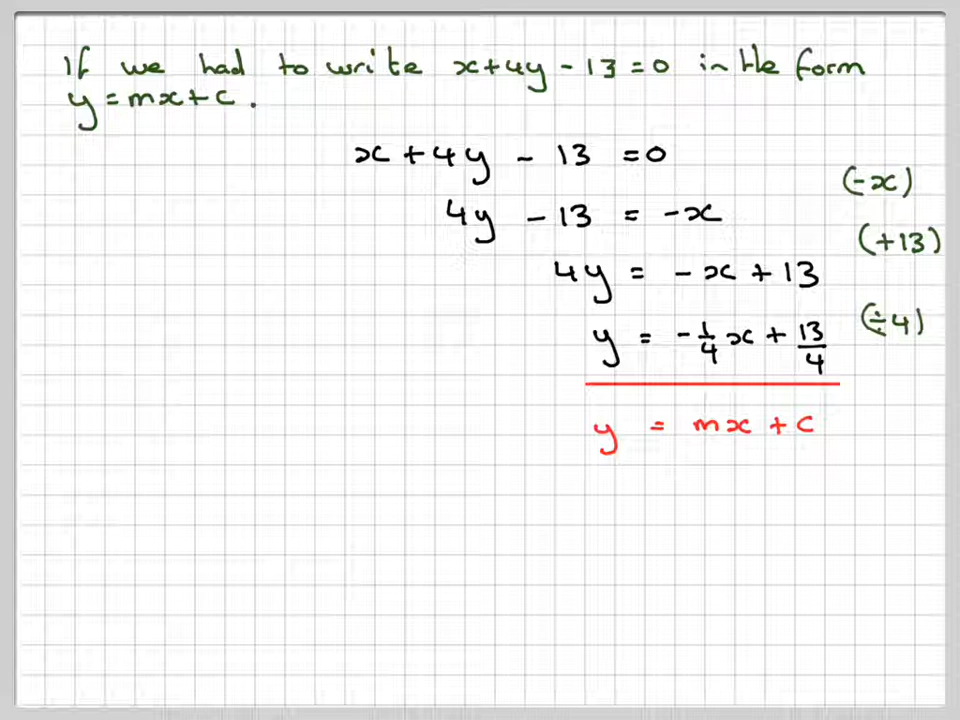 If we had to write x+4y-13=0 in the form
y=mx+c.
x+4y-13=0
(-x)
4y-13=-x
(+13)
4y=-x+13
(÷4)
y=-1/4x+13/4
y=mx+c